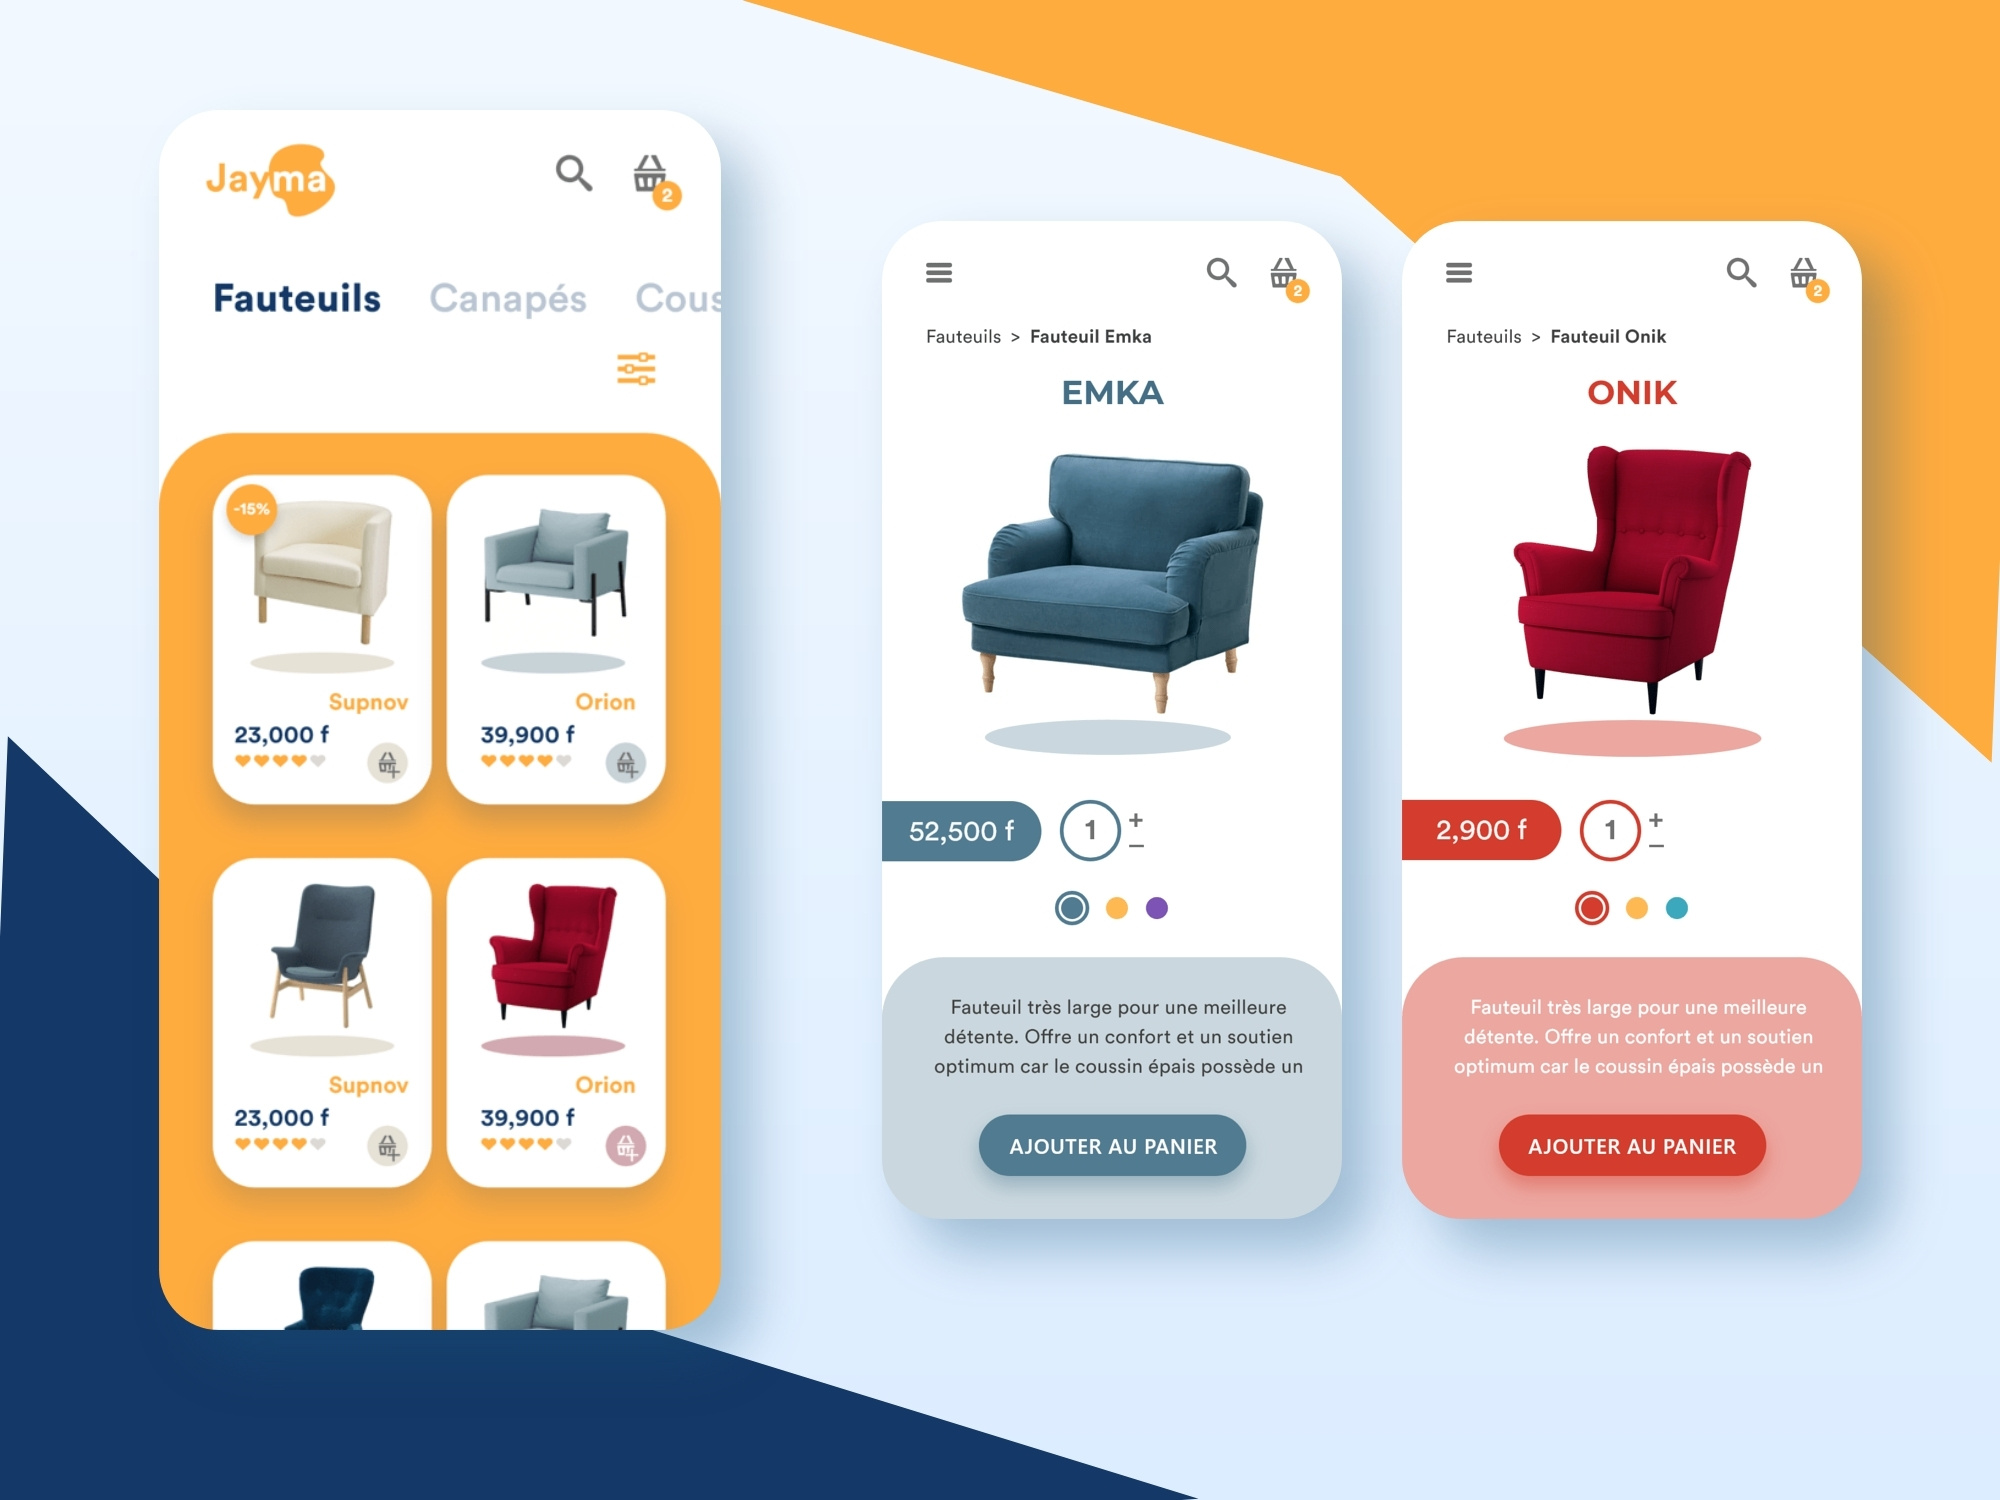 Jayma
2
Fauteuils Canapés Cous
-15%
Supnov
23,000 f
Orion
39,900 f
Supnov
23,000 f
Orion
39,900 f
2
Fauteuils > Fauteuil Emka
EMKA
52,500 f 1 + −
Fauteuil très large pour une meilleure
détente. Offre un confort et un soutien
optimum car le coussin épais possède un
AJOUTER AU PANIER
2
Fauteuils > Fauteuil Onik
ONIK
2,900 f 1 + −
Fauteuil très large pour une meilleure
détente. Offre un confort et un soutien
optimum car le coussin épais possède un
AJOUTER AU PANIER